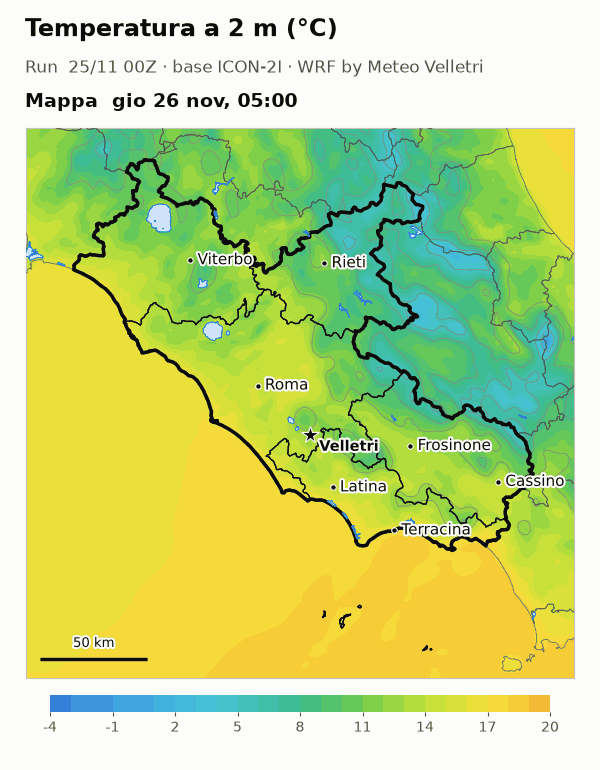 Temperatura a 2 m (°C)
Run  25/11 00Z · base ICON-2I · WRF by Meteo Velletri
Mappa  gio 26 nov, 05:00
Viterbo
Rieti
Roma
Velletri
Frosinone
Cassino
Latina
Terracina
50 km
-4 -1 2 5 8 11 14 17 20